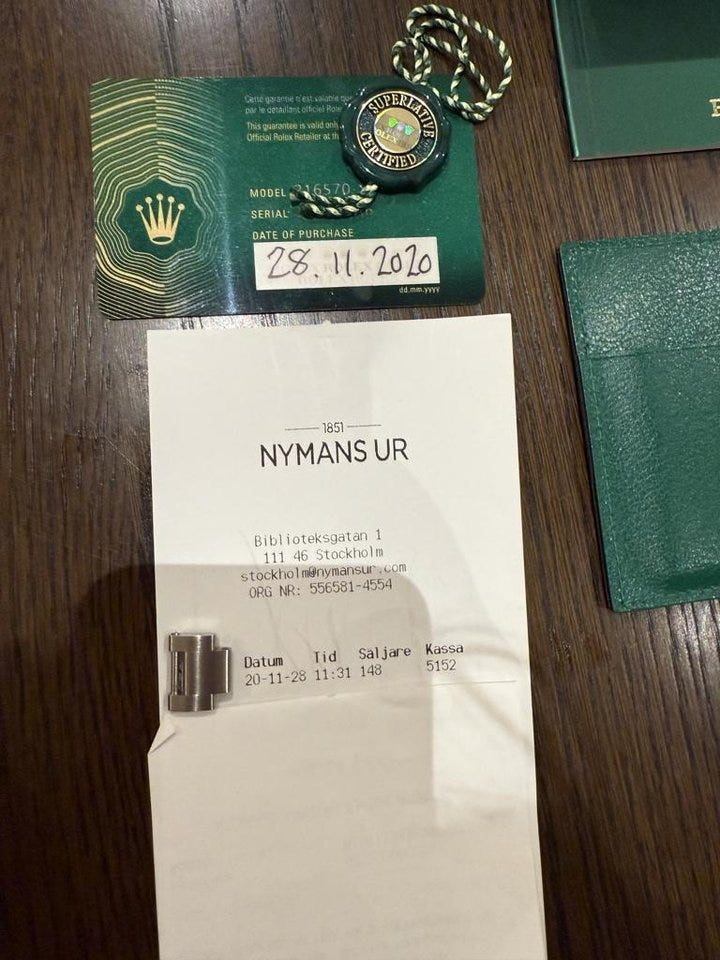 Cette garantie n'est valable que
par le détaillant officiel Role
This guarantee is valid only
Official Rolex Retailer at the
SUPERLATIVE
ROLEX
CERTIFIED
MODEL 216570
SERIAL
DATE OF PURCHASE
28.11.2020
dd.mm.yyyy
1851
NYMANS UR
Biblioteksgatan 1
111 46 Stockholm
stockholm@nymansur.com
ORG NR: 556581-4554
Datum Tid Säljare Kassa
20-11-28 11:31 148 5152